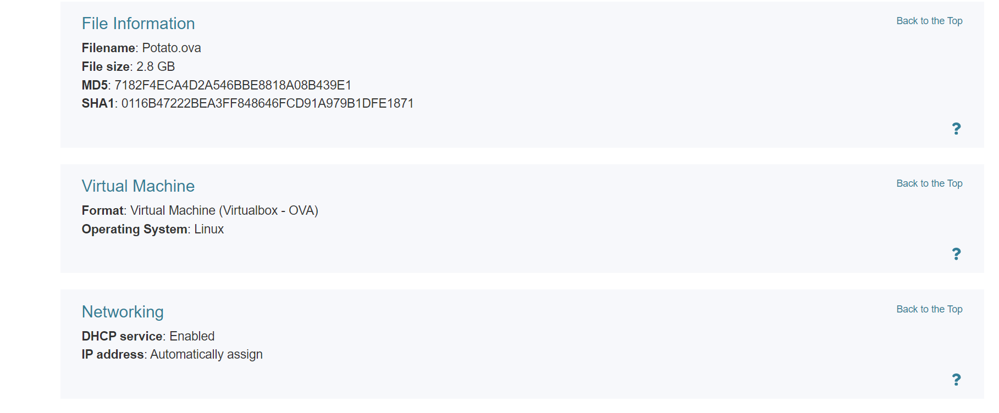 File Information
Back to the Top
Filename: Potato.ova
File size: 2.8 GB
MD5: 7182F4ECA4D2A546BBE8818A08B439E1
SHA1: 0116B47222BEA3FF848646FCD91A979B1DFE1871
?
Virtual Machine
Back to the Top
Format: Virtual Machine (Virtualbox - OVA)
Operating System: Linux
?
Networking
Back to the Top
DHCP service: Enabled
IP address: Automatically assign
?